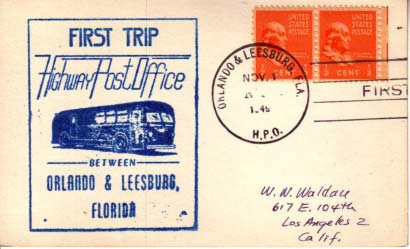 FIRST TRIP
Highway Post Office
BETWEEN
ORLANDO & LEESBURG,
FLORIDA
UNITED STATES POSTAGE
UNITED STATES POSTAGE
CENT
CENT
ORLANDO & LEESBURG, FLA.
NOV. 1
H.P.O.
FIRST
W. N. Waldau
617 E. 104th
Los Angeles 2
Calif.